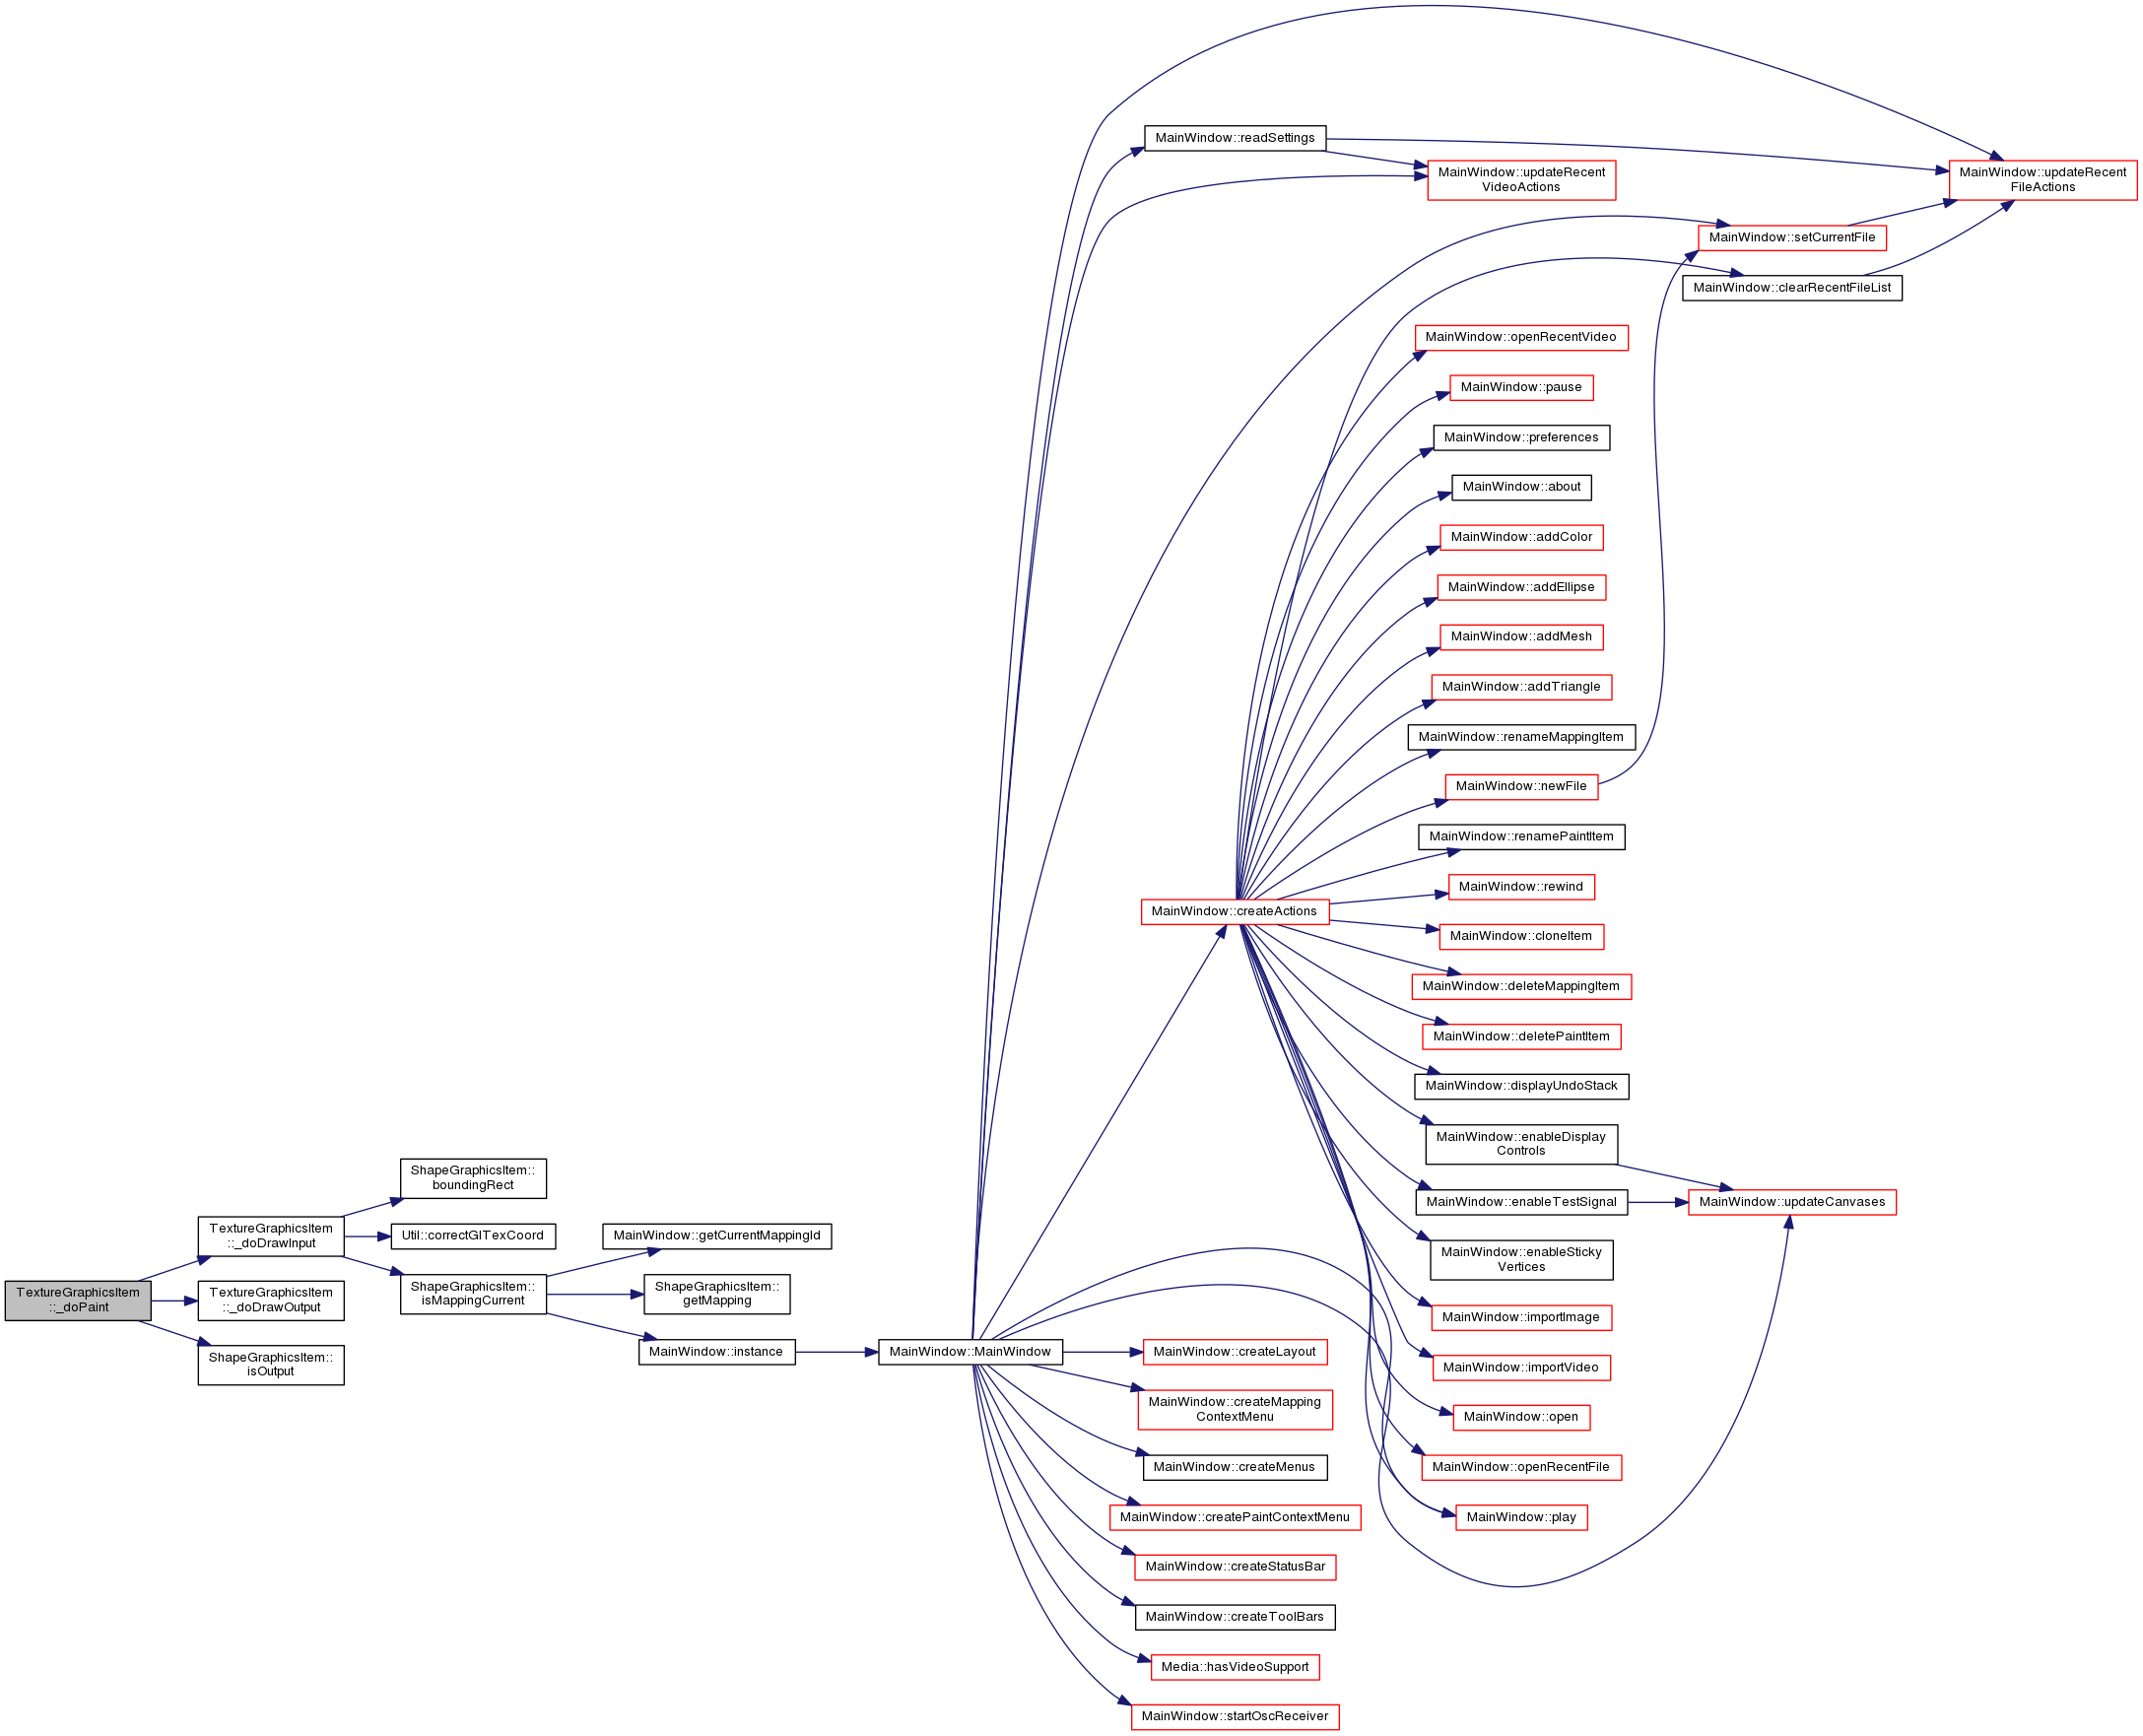 MainWindow::readSettings
MainWindow::updateRecent
VideoActions
MainWindow::updateRecent
FileActions
MainWindow::setCurrentFile
MainWindow::clearRecentFileList
MainWindow::openRecentVideo
MainWindow::pause
MainWindow::preferences
MainWindow::about
MainWindow::addColor
MainWindow::addEllipse
MainWindow::addMesh
MainWindow::addTriangle
MainWindow::renameMappingItem
MainWindow::newFile
MainWindow::renamePaintItem
MainWindow::rewind
MainWindow::createActions
MainWindow::cloneItem
MainWindow::deleteMappingItem
MainWindow::deletePaintItem
MainWindow::displayUndoStack
MainWindow::enableDisplay
Controls
MainWindow::enableTestSignal
MainWindow::updateCanvases
MainWindow::enableSticky
Vertices
MainWindow::importImage
MainWindow::importVideo
MainWindow::open
MainWindow::openRecentFile
MainWindow::play
ShapeGraphicsItem::
boundingRect
TextureGraphicsItem
::_doDrawInput
Util::correctGlTexCoord
MainWindow::getCurrentMappingId
TextureGraphicsItem
::_doPaint
TextureGraphicsItem
::_doDrawOutput
ShapeGraphicsItem::
isMappingCurrent
ShapeGraphicsItem::
getMapping
ShapeGraphicsItem::
isOutput
MainWindow::instance
MainWindow::MainWindow
MainWindow::createLayout
MainWindow::createMapping
ContextMenu
MainWindow::createMenus
MainWindow::createPaintContextMenu
MainWindow::createStatusBar
MainWindow::createToolBars
Media::hasVideoSupport
MainWindow::startOscReceiver